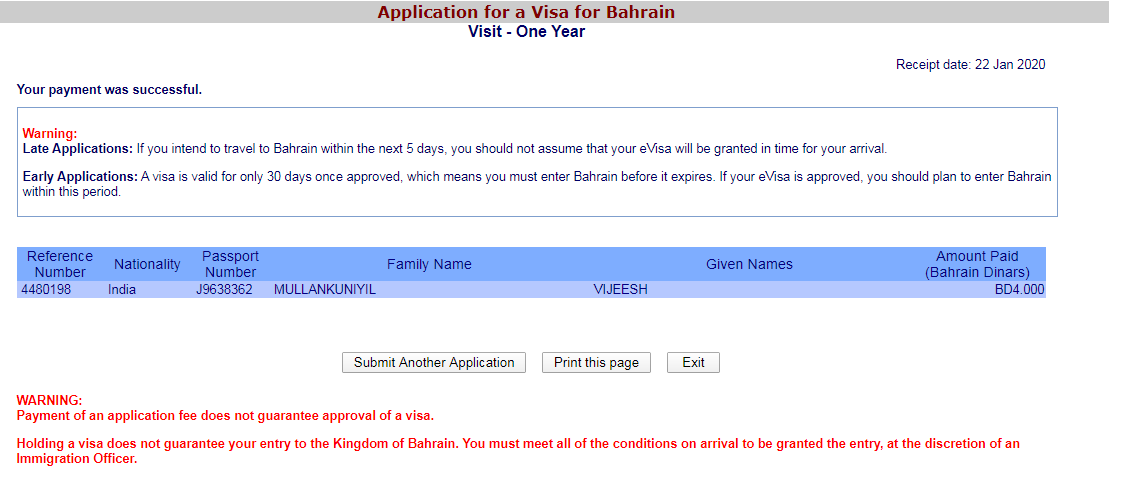 Application for a Visa for Bahrain
Visit - One Year
Receipt date: 22 Jan 2020
Your payment was successful.
Warning:
Late Applications: If you intend to travel to Bahrain within the next 5 days, you should not assume that your eVisa will be granted in time for your arrival.
Early Applications: A visa is valid for only 30 days once approved, which means you must enter Bahrain before it expires. If your eVisa is approved, you should plan to enter Bahrain
within this period.
Reference Number Nationality Passport Number Family Name Given Names Amount Paid (Bahrain Dinars)
4480198 India J9638362 MULLANKUNIYIL VIJEESH BD4.000
Submit Another Application Print this page Exit
WARNING:
Payment of an application fee does not guarantee approval of a visa.
Holding a visa does not guarantee your entry to the Kingdom of Bahrain. You must meet all of the conditions on arrival to be granted the entry, at the discretion of an
Immigration Officer.